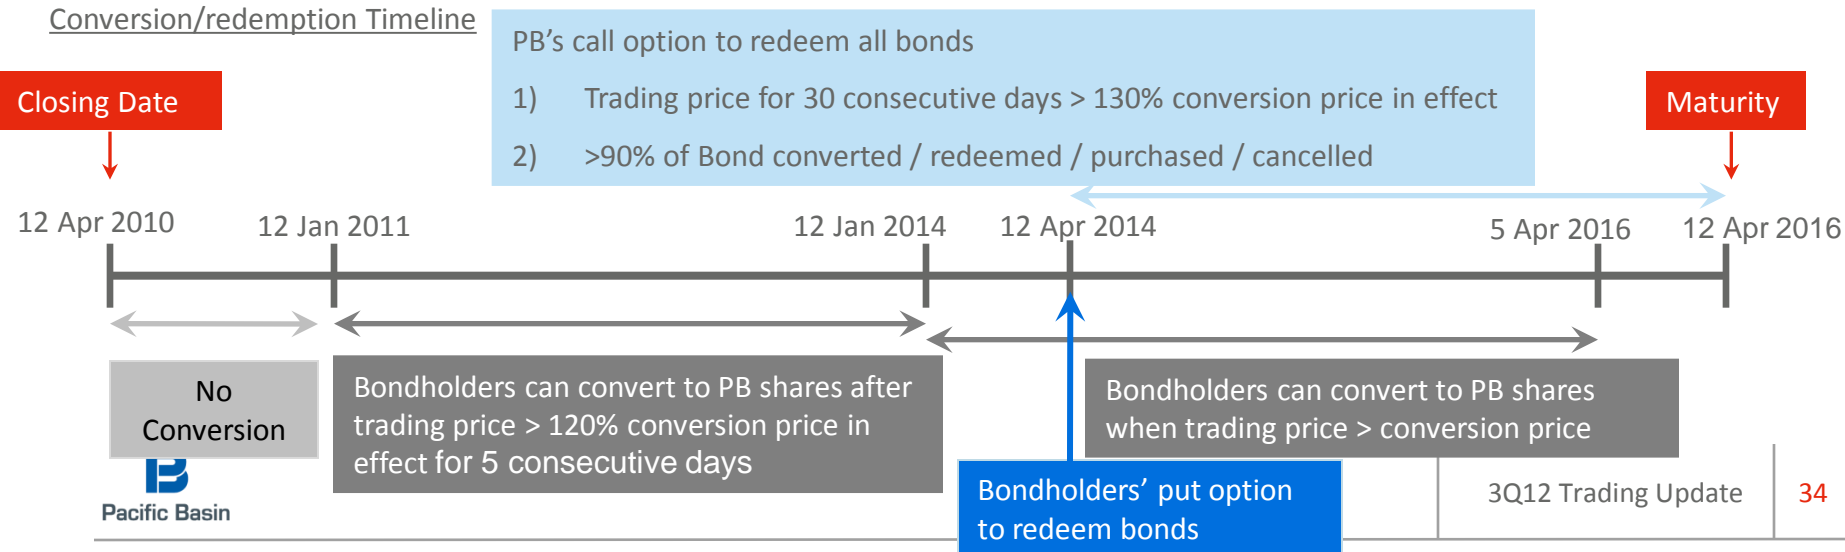 Conversion/redemption Timeline
PB's call option to redeem all bonds
1) Trading price for 30 consecutive days > 130% conversion price in effect
2) >90% of Bond converted / redeemed / purchased / cancelled
Closing Date
Maturity
12 Apr 2010
12 Jan 2011
12 Jan 2014
12 Apr 2014
5 Apr 2016
12 Apr 2016
No
Conversion
Bondholders can convert to PB shares after
trading price > 120% conversion price in
effect for 5 consecutive days
Bondholders can convert to PB shares
when trading price > conversion price
Bondholders' put option
to redeem bonds
Pacific Basin
3Q12 Trading Update
34